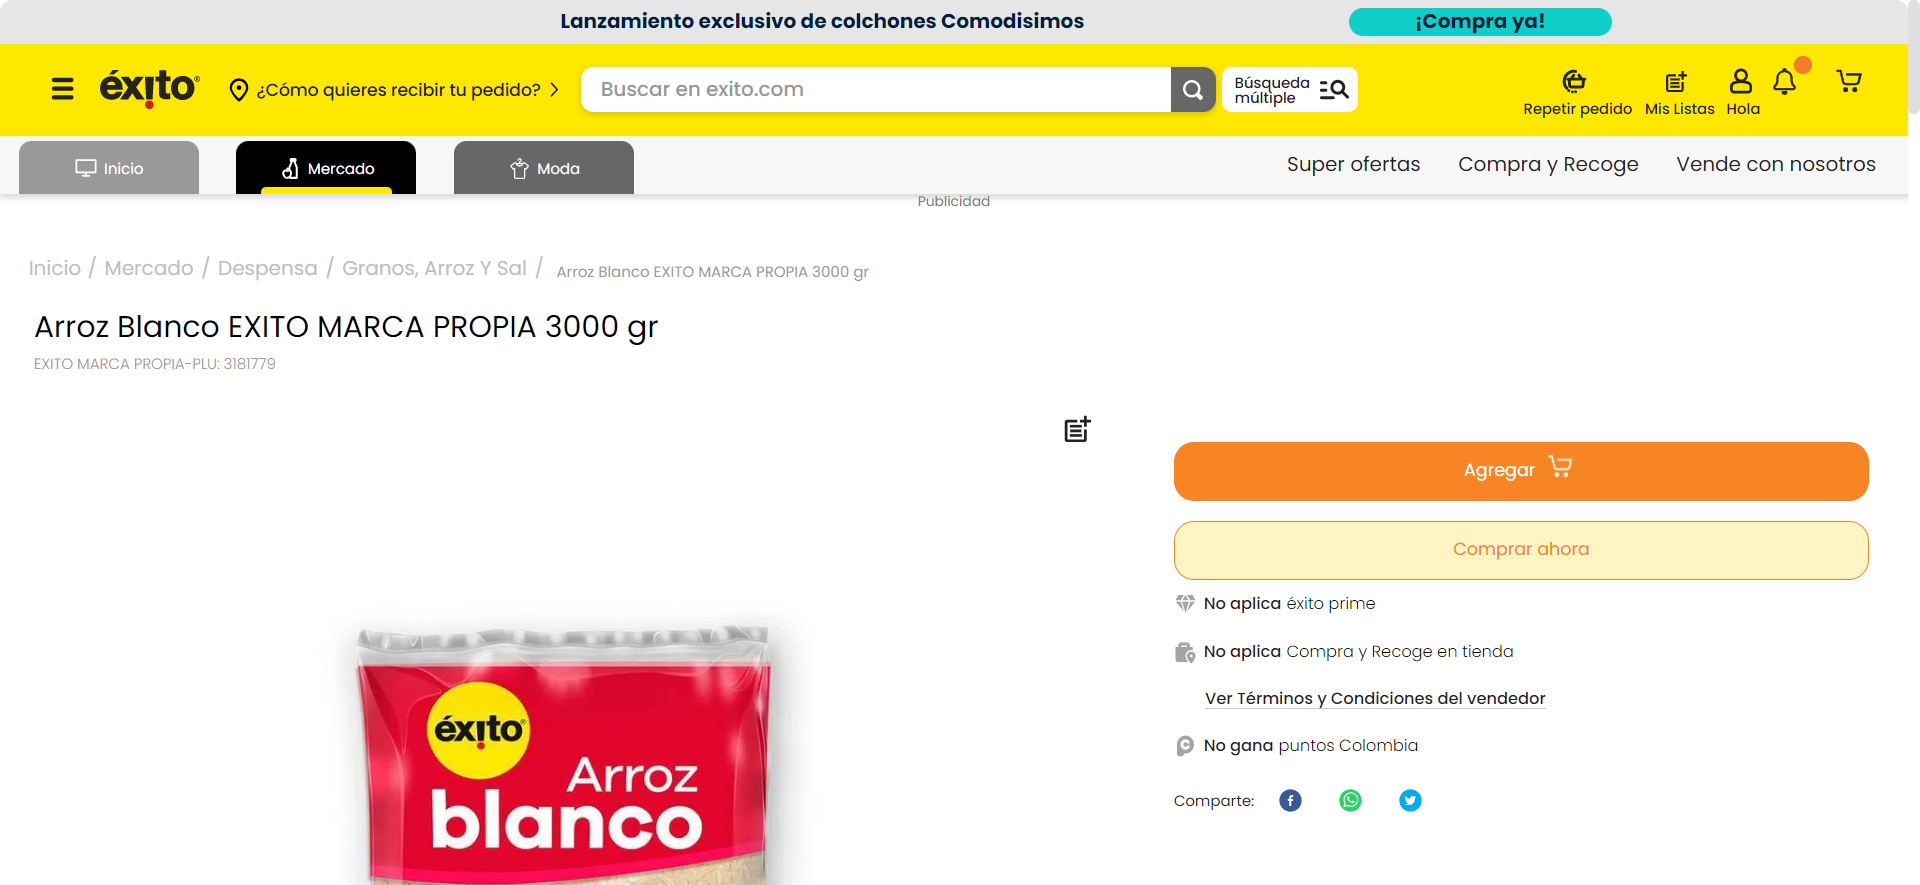 Lanzamiento exclusivo de colchones Comodisimos
¡Compra ya!
éxito
¿Cómo quieres recibir tu pedido?
Buscar en exito.com
Búsqueda
múltiple
Repetir pedido
Mis Listas
Hola
Inicio
Mercado
Moda
Super ofertas
Compra y Recoge
Vende con nosotros
Publicidad
Inicio / Mercado / Despensa / Granos, Arroz Y Sal / Arroz Blanco EXITO MARCA PROPIA 3000 gr
Arroz Blanco EXITO MARCA PROPIA 3000 gr
EXITO MARCA PROPIA-PLU: 3181779
Agregar
Comprar ahora
No aplica éxito prime
No aplica Compra y Recoge en tienda
Ver Términos y Condiciones del vendedor
No gana puntos Colombia
Comparte:
éxito
Arroz
blanco